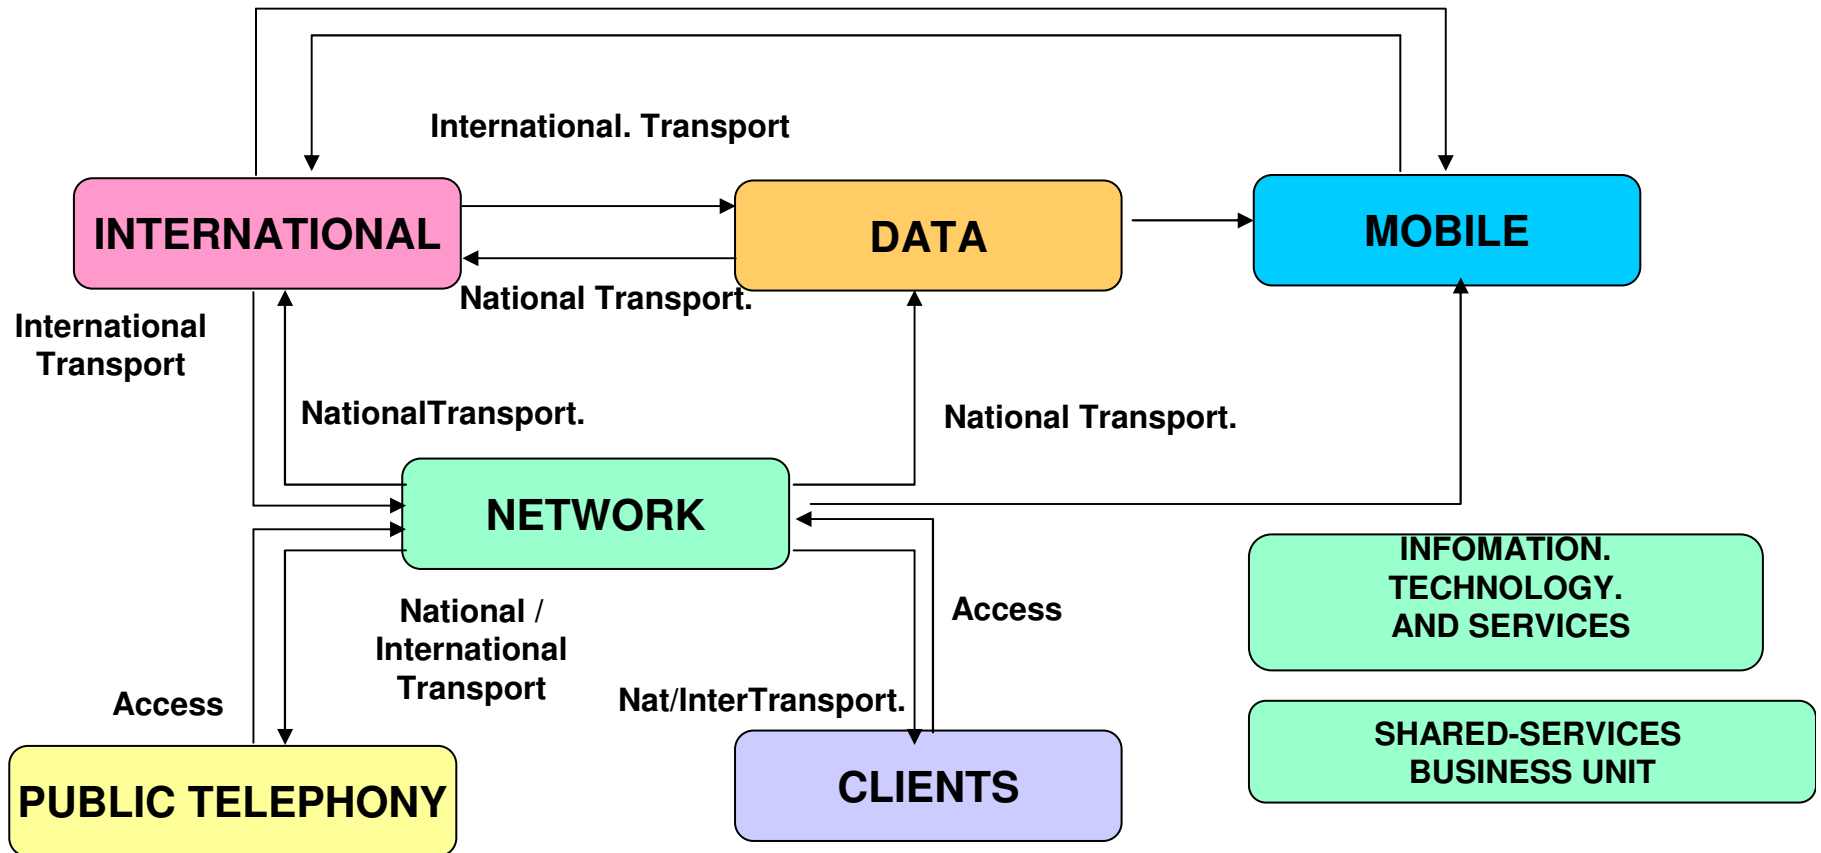 International. Transport
INTERNATIONAL
DATA
MOBILE
National Transport.
International
Transport
NationalTransport.
National Transport.
NETWORK
INFOMATION.
TECHNOLOGY.
AND SERVICES
National /
International
Transport
Access
Access
Nat/InterTransport.
SHARED-SERVICES
BUSINESS UNIT
PUBLIC TELEPHONY
CLIENTS